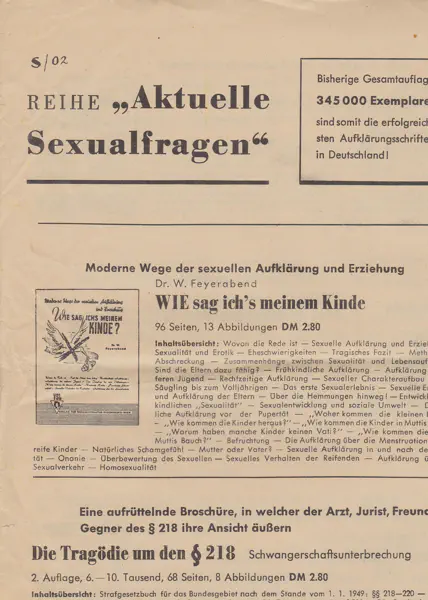 S/02
REIHE „Aktuelle
Sexualfragen“
Bisherige Gesamtauflag
345 000 Exemplare
sind somit die erfolgreich
sten Aufklärungsschrifte
in Deutschland!
Moderne Wege der sexuellen Aufklärung und Erziehung
Dr. W. Feyerabend
WIE sag ich's meinem Kinde
96 Seiten, 13 Abbildungen DM 2.80
WIE SAG ICHS MEINEM
KINDE?
Inhaltsübersicht: Wovon die Rede ist — Sexuelle Aufklärung und Erzie
Sexualität und Erotik — Eheschwierigkeiten — Tragisches Fazit — Meth
Abschreckung — Zusammenhänge zwischen Sexualität und Lebensauf
Sind die Eltern dazu fähig? — Frühkindliche Aufklärung — Aufklärung
feren Jugend — Rechtzeitige Aufklärung — Sexueller Charakteraufbau
Säugling bis zum Volljährigen — Das erste Sexualerlebnis — Sexuelle E
und Aufklärung der Eltern — Über die Hemmungen hinweg! — Entwickl
kindlichen „Sexualität“ — Sexualentwicklung und soziale Umwelt — D
liche Aufklärung vor der Pupertät — „Woher kommen die kleinen
— „Wie kommen die Kinder heraus?“ — „Wie kommen die Kinder in Muttis
— „Warum haben manche Kinder keinen Vati?“ — „Wie kommen die
Muttis Bauch?“ — Befruchtung — Die Aufklärung über die Menstruation
reife Kinder — Natürliches Schamgefühl — Mutter oder Vater? — Sexuelle Aufklärung in und nach de
tät — Onanie — Überbewertung des Sexuellen — Sexuelles Verhalten der Reifenden — Aufklärung ü
Sexualverkehr — Homosexualität
Eine aufrüttelnde Broschüre, in welcher der Arzt, Jurist, Freund
Gegner des § 218 ihre Ansicht äußern
Die Tragödie um den § 218 Schwangerschaftsunterbrechung
2. Auflage, 6.—10. Tausend, 68 Seiten, 8 Abbildungen DM 2.80
Inhaltsübersicht: Strafgesetzbuch für das Bundesgebiet nach dem Stande vom 1. 1. 1949: §§ 218—220 —